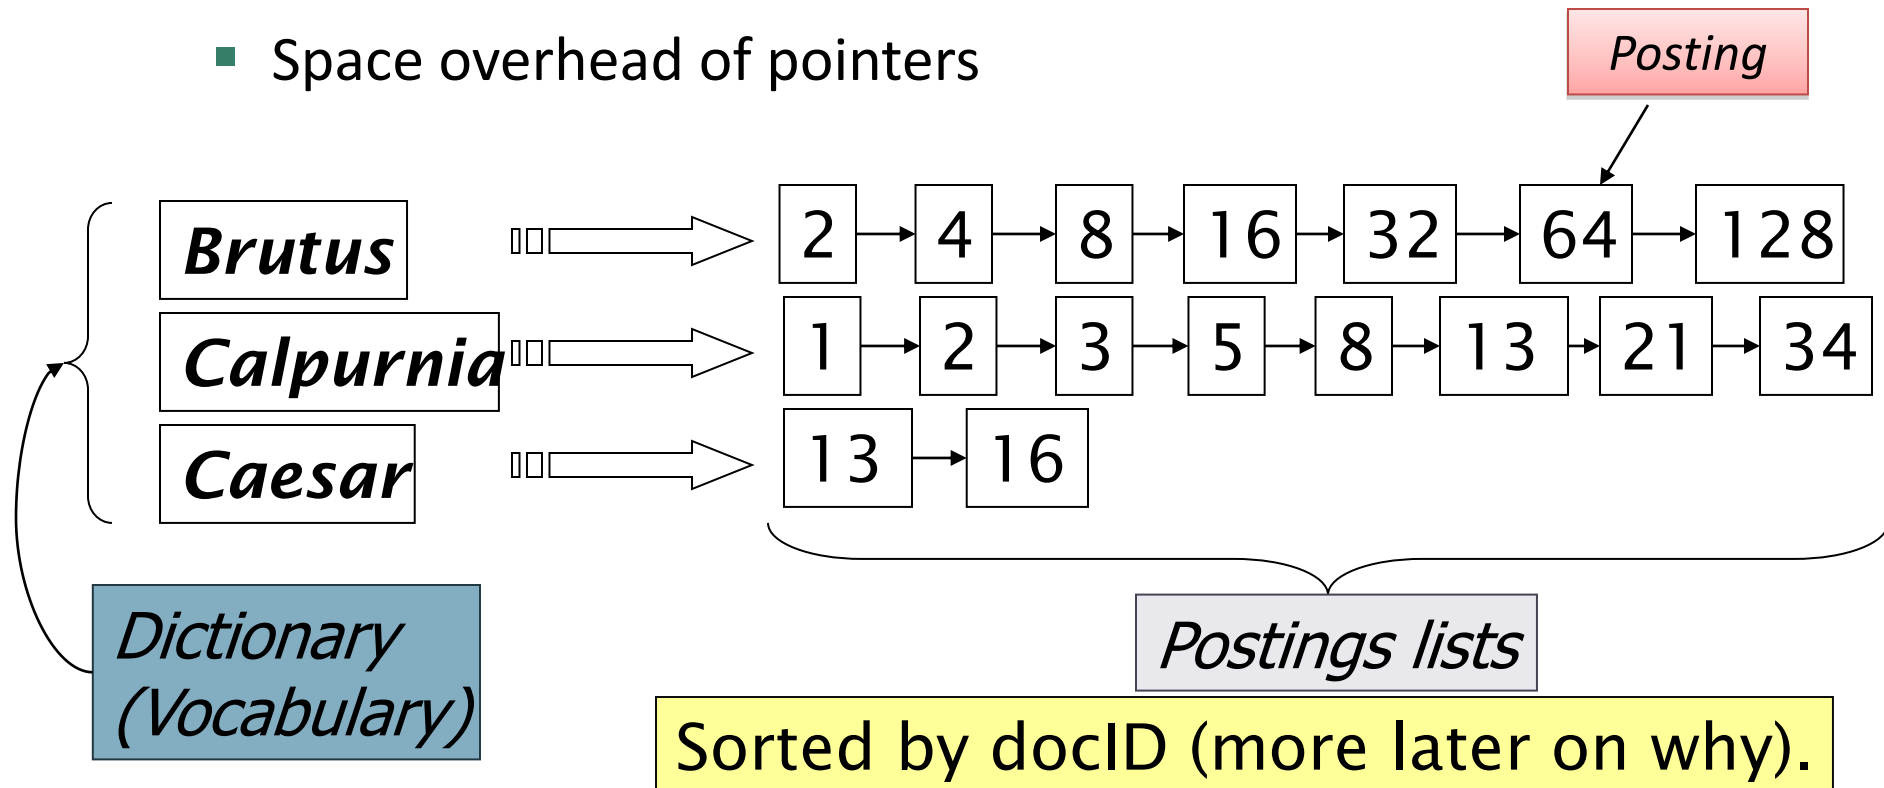 ▪ Space overhead of pointers
Posting
Brutus
2 4 8 16 32 64 128
Calpurnia
1 2 3 5 8 13 21 34
Caesar
13 16
Dictionary
(Vocabulary)
Postings lists
Sorted by docID (more later on why).